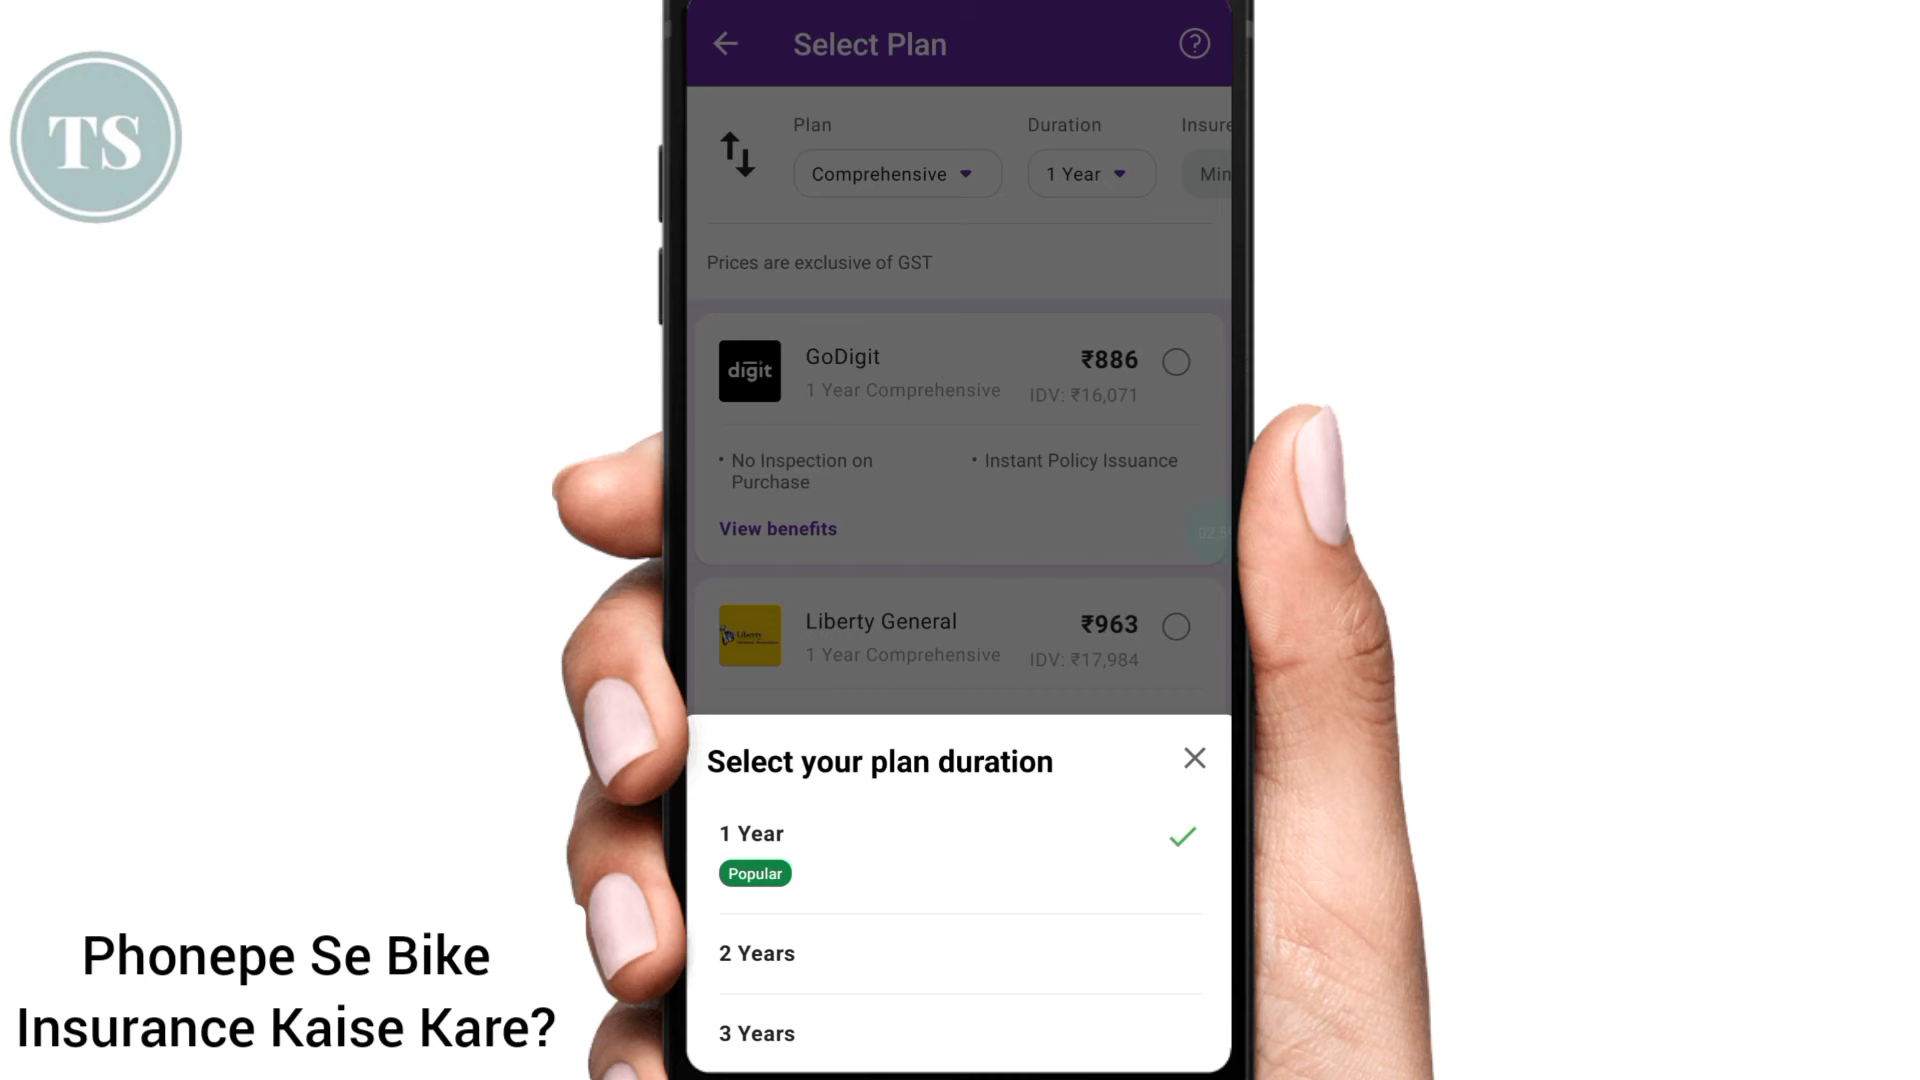 TS
Select Plan
Plan
Duration
Insure
Comprehensive
1 Year
Min
Prices are exclusive of GST
digit
GoDigit
₹886
1 Year Comprehensive
IDV: ₹16,071
• No Inspection on
Purchase
• Instant Policy Issuance
View benefits
Liberty
Liberty General
₹963
1 Year Comprehensive
IDV: ₹17,984
Select your plan duration
1 Year
Popular
2 Years
3 Years
Phonepe Se Bike
Insurance Kaise Kare?